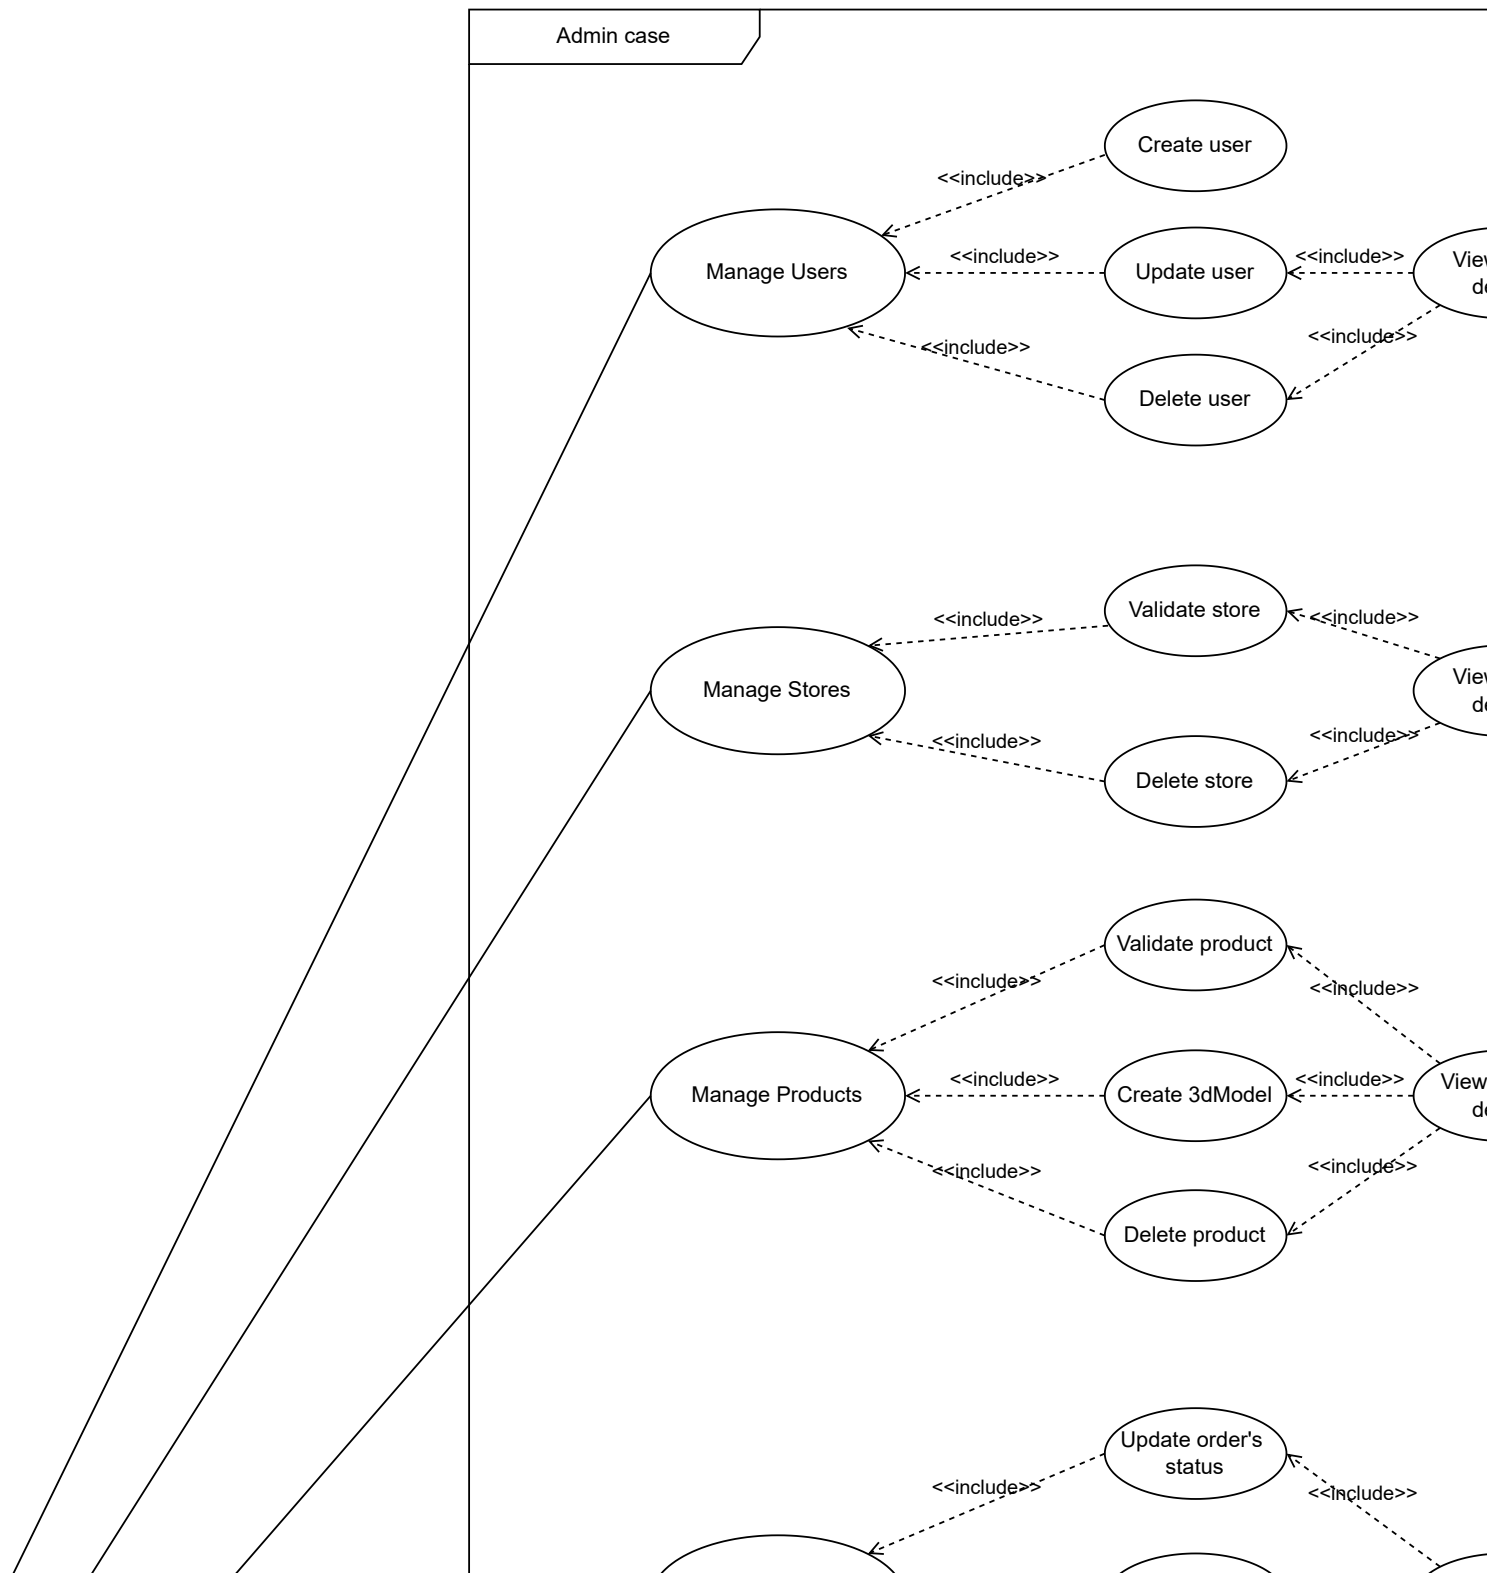 Admin case
Create user
<<include>>
Manage Users
<<include>>
Update user
<<include>>
<<include>>
<<include>>
Delete user
Validate store
<<include>>
<<include>>
Manage Stores
<<include>>
<<include>>
Delete store
Validate product
<<include>>
<<include>>
Manage Products
<<include>>
Create 3dModel
<<include>>
View
<<include>>
<<include>>
Delete product
Update order's
status
<<include>>
<<include>>